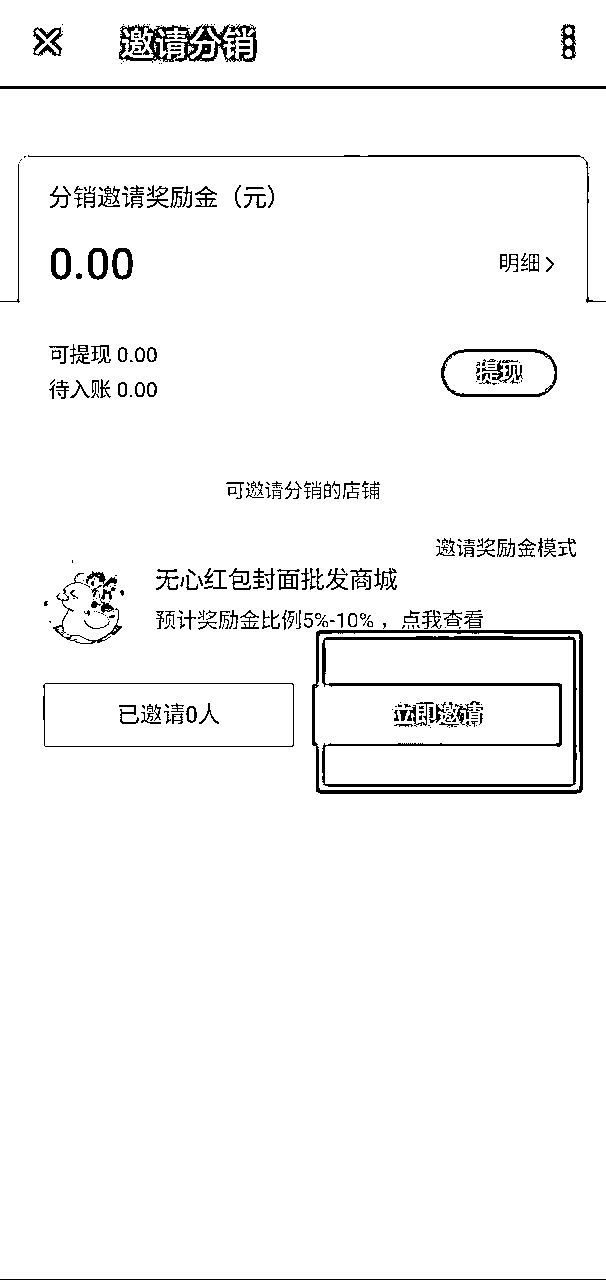 邀请分销
分销邀请奖励金（元）
0.00
明细
可提现 0.00
待入账 0.00
提现
可邀请分销的店铺
邀请奖励金模式
无心红包封面批发商城
预计奖励金比例5%-10% ，点我查看
已邀请0人
立即邀请